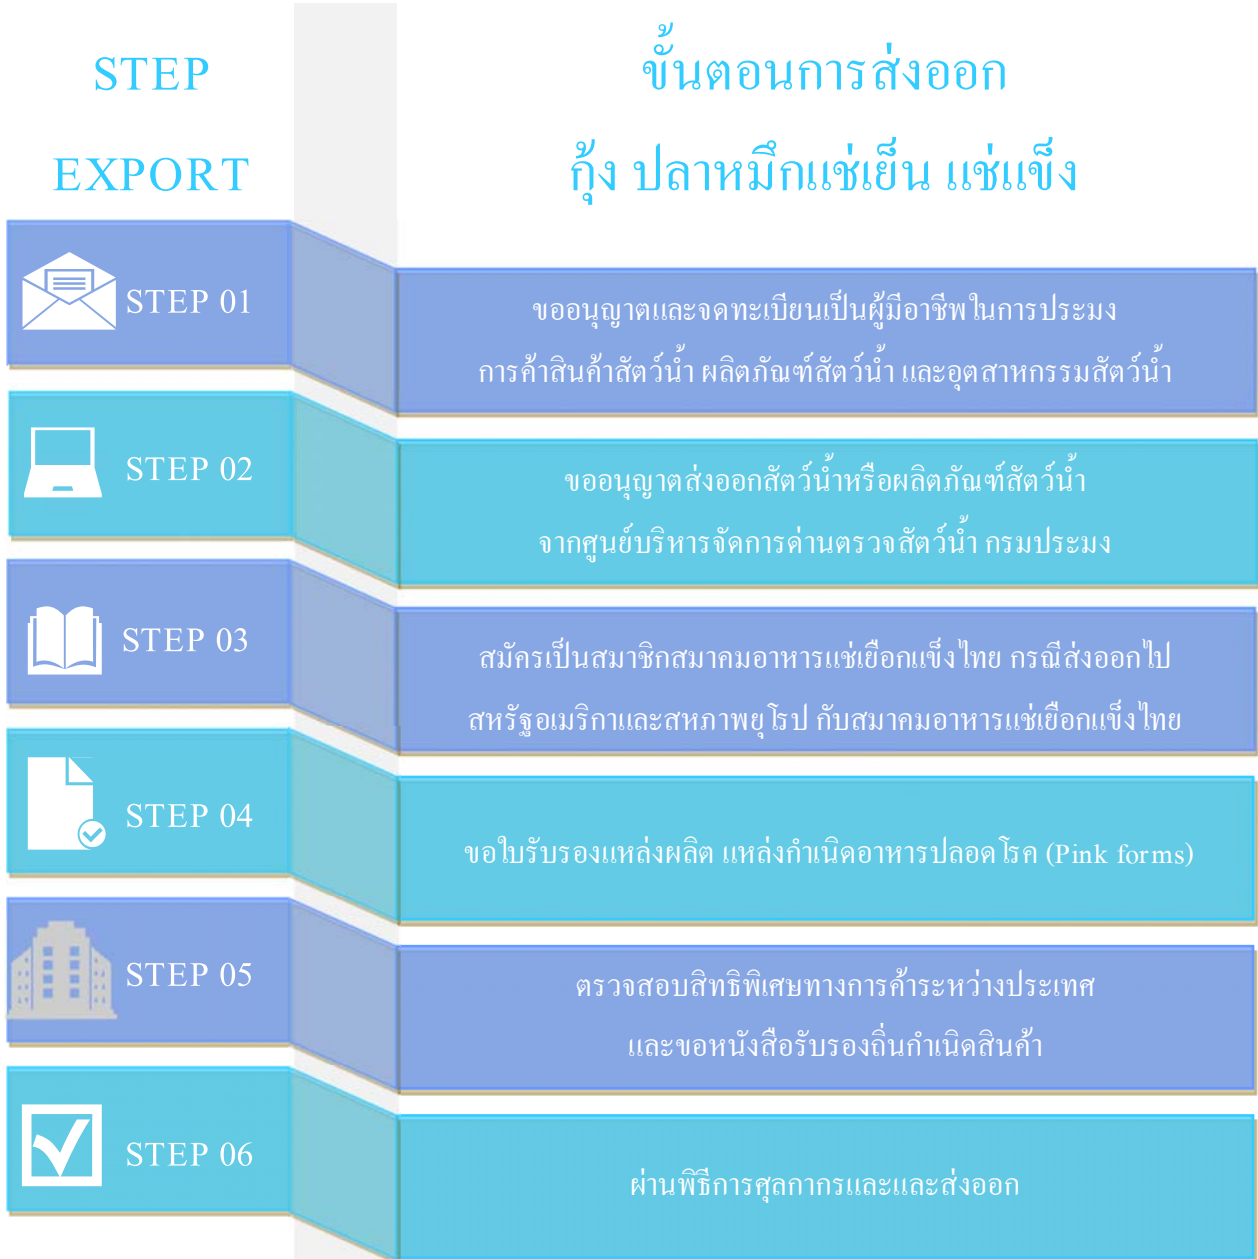 STEP
EXPORT
ขั้นตอนการส่งออก
กุ้ง ปลาหมึกแช่เย็น แช่แข็ง
STEP 01
ขออนุญาตและจดทะเบียนเป็นผู้มีอาชีพในการประมง
การค้าสินค้าสัตว์น้ำ ผลิตภัณฑ์สัตว์น้ำ และอุตสาหกรรมสัตว์น้ำ
STEP 02
ขออนุญาตส่งออกสัตว์น้ำหรือผลิตภัณฑ์สัตว์น้ำ
จากศูนย์บริหารจัดการด่านตรวจสัตว์น้ำ กรมประมง
STEP 03
สมัครเป็นสมาชิกสมาคมอาหารแช่เยือกแข็งไทย กรณีส่งออกไป
สหรัฐอเมริกาและสหภาพยุโรป กับสมาคมอาหารแช่เยือกแข็งไทย
STEP 04
ขอใบรับรองแหล่งผลิต แหล่งกำเนิดอาหารปลอดโรค (Pink forms)
STEP 05
ตรวจสอบสิทธิพิเศษทางการค้าระหว่างประเทศ
และขอหนังสือรับรองถิ่นกำเนิดสินค้า
STEP 06
ผ่านพิธีการศุลกากรและและส่งออก